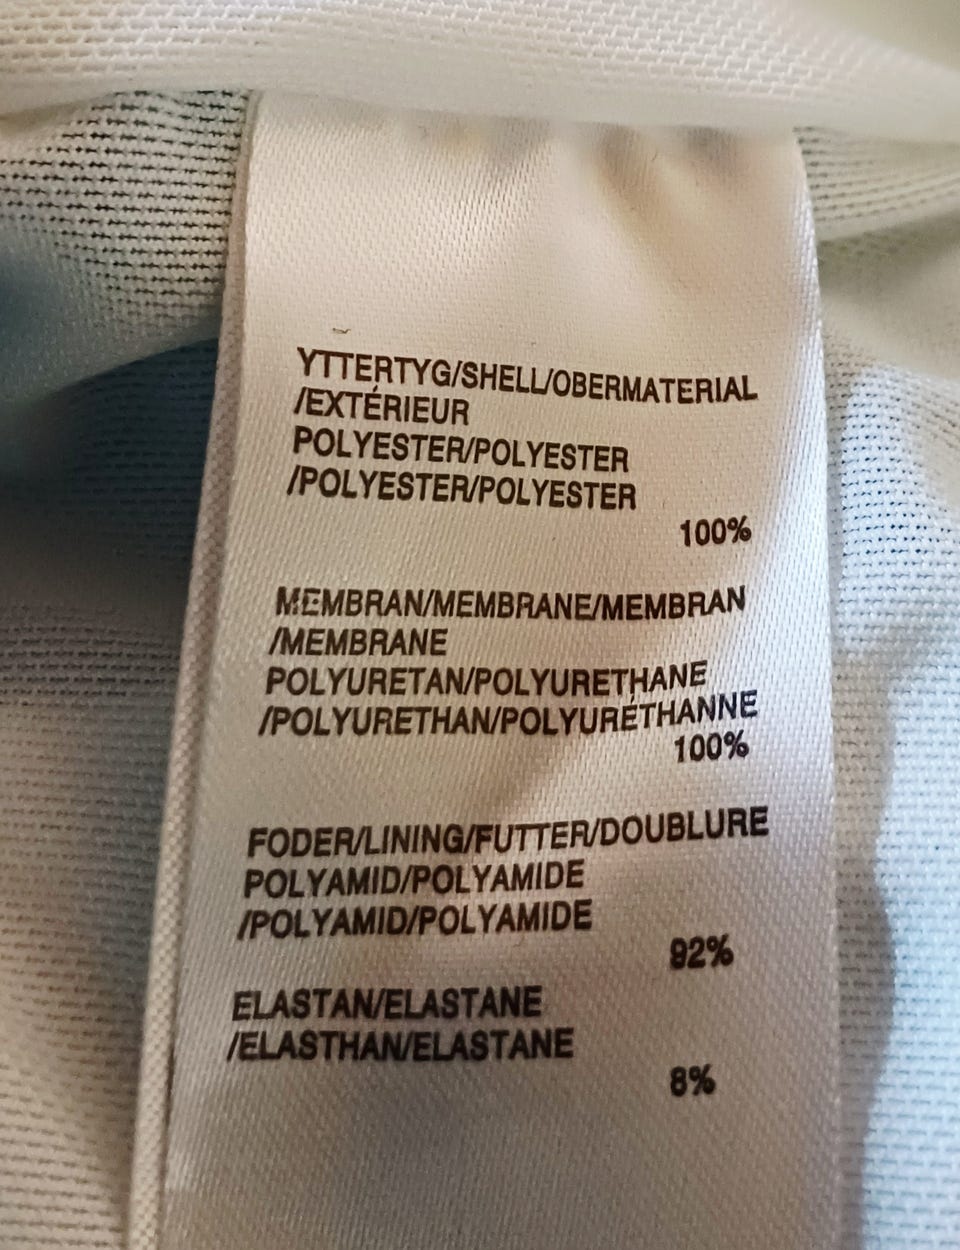 YTTERTYG/SHELL/OBERMATERIAL
/EXTÉRIEUR
POLYESTER/POLYESTER
/POLYESTER/POLYESTER
100%
MEMBRAN/MEMBRANE/MEMBRAN
/MEMBRANE
POLYURETAN/POLYURETHANE
/POLYURETHAN/POLYURÉTHANNE
100%
FODER/LINING/FUTTER/DOUBLURE
POLYAMID/POLYAMIDE
/POLYAMID/POLYAMIDE
92%
ELASTAN/ELASTANE
/ELASTHAN/ELASTANE
8%